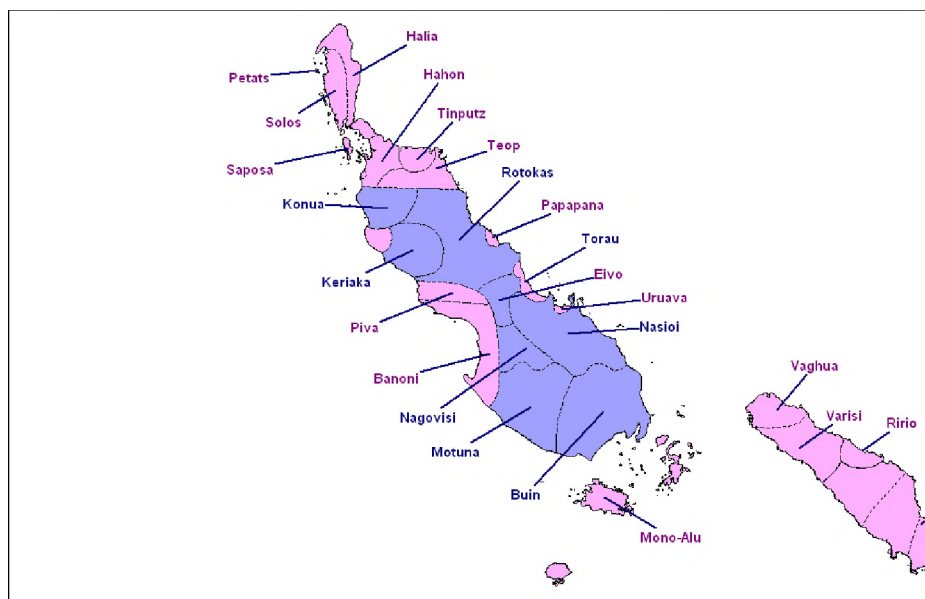 Halia
Petats
Hahon
Tinputz
Solos
Teop
Saposa
Rotokas
Konua
Papapana
Torau
Keriaka
Eivo
Uruava
Piva
Nasioi
Vaghua
Banoni
Nagovisi
Varisi
Ririo
Motuna
Buin
Mono-Alu